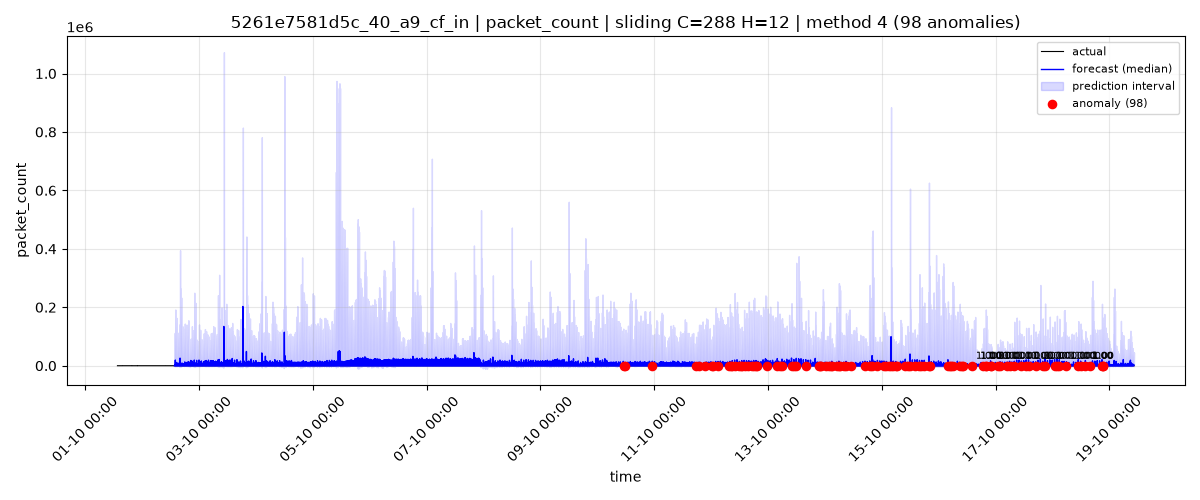 5261e7581d5c_40_a9_cf_in | packet_count | sliding C=288 H=12 | method 4 (98 anomalies)
1e6
actual
forecast (median)
prediction interval
anomaly (98)
1.0
0.8
0.6
0.4
0.2
0.0
packet_count
01-10 00:00
03-10 00:00
05-10 00:00
07-10 00:00
09-10 00:00
11-10 00:00
13-10 00:00
15-10 00:00
17-10 00:00
19-10 00:00
time